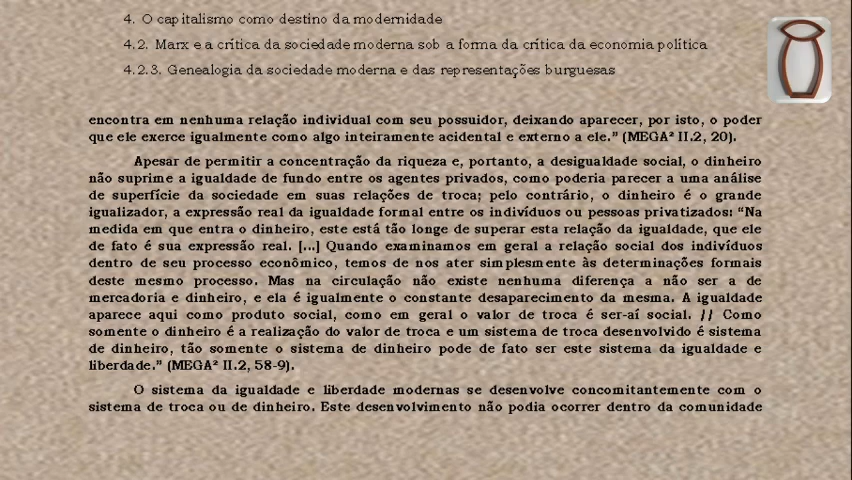 4. O capitalismo como destino da modernidade
4.2. Marx e a crítica da sociedade moderna sob a forma da crítica da economia política
4.2.3. Genealogia da sociedade moderna e das representações burguesas
encontra em nenhuma relação individual com seu possuidor, deixando aparecer, por isto, o poder
que ele exerce igualmente como algo inteiramente acidental e externo a ele.” (MEGA² II.2, 20).
Apesar de permitir a concentração da riqueza e, portanto, a desigualdade social, o dinheiro
não suprime a igualdade de fundo entre os agentes privados, como poderia parecer a uma análise
de superfície da sociedade em suas relações de troca; pelo contrário, o dinheiro é o grande
igualizador, a expressão real da igualdade formal entre os indivíduos ou pessoas privatizadas: “Na
medida em que entra o dinheiro, este está tão longe de superar esta relação da igualdade, que ele
de fato é sua expressão real. [...] Quando examinamos em geral a relação social dos indivíduos
dentro de seu processo econômico, temos de nos ater simplesmente às determinações formais
deste mesmo processo. Mas na circulação não existe nenhuma diferença a não ser a de
mercadoria e dinheiro, e ela é igualmente o constante desaparecimento da mesma. A igualdade
aparece aqui como produto social, como em geral o valor de troca é ser-aí social. // Como
somente o dinheiro é a realização do valor de troca e um sistema de troca desenvolvido é sistema
de dinheiro, tão somente o sistema de dinheiro pode de fato ser este sistema da igualdade e
liberdade.” (MEGA² II.2, 58-9).
O sistema da igualdade e liberdade modernas se desenvolve concomitantemente com o
sistema de troca ou de dinheiro. Este desenvolvimento não podia ocorrer dentro da comunidade